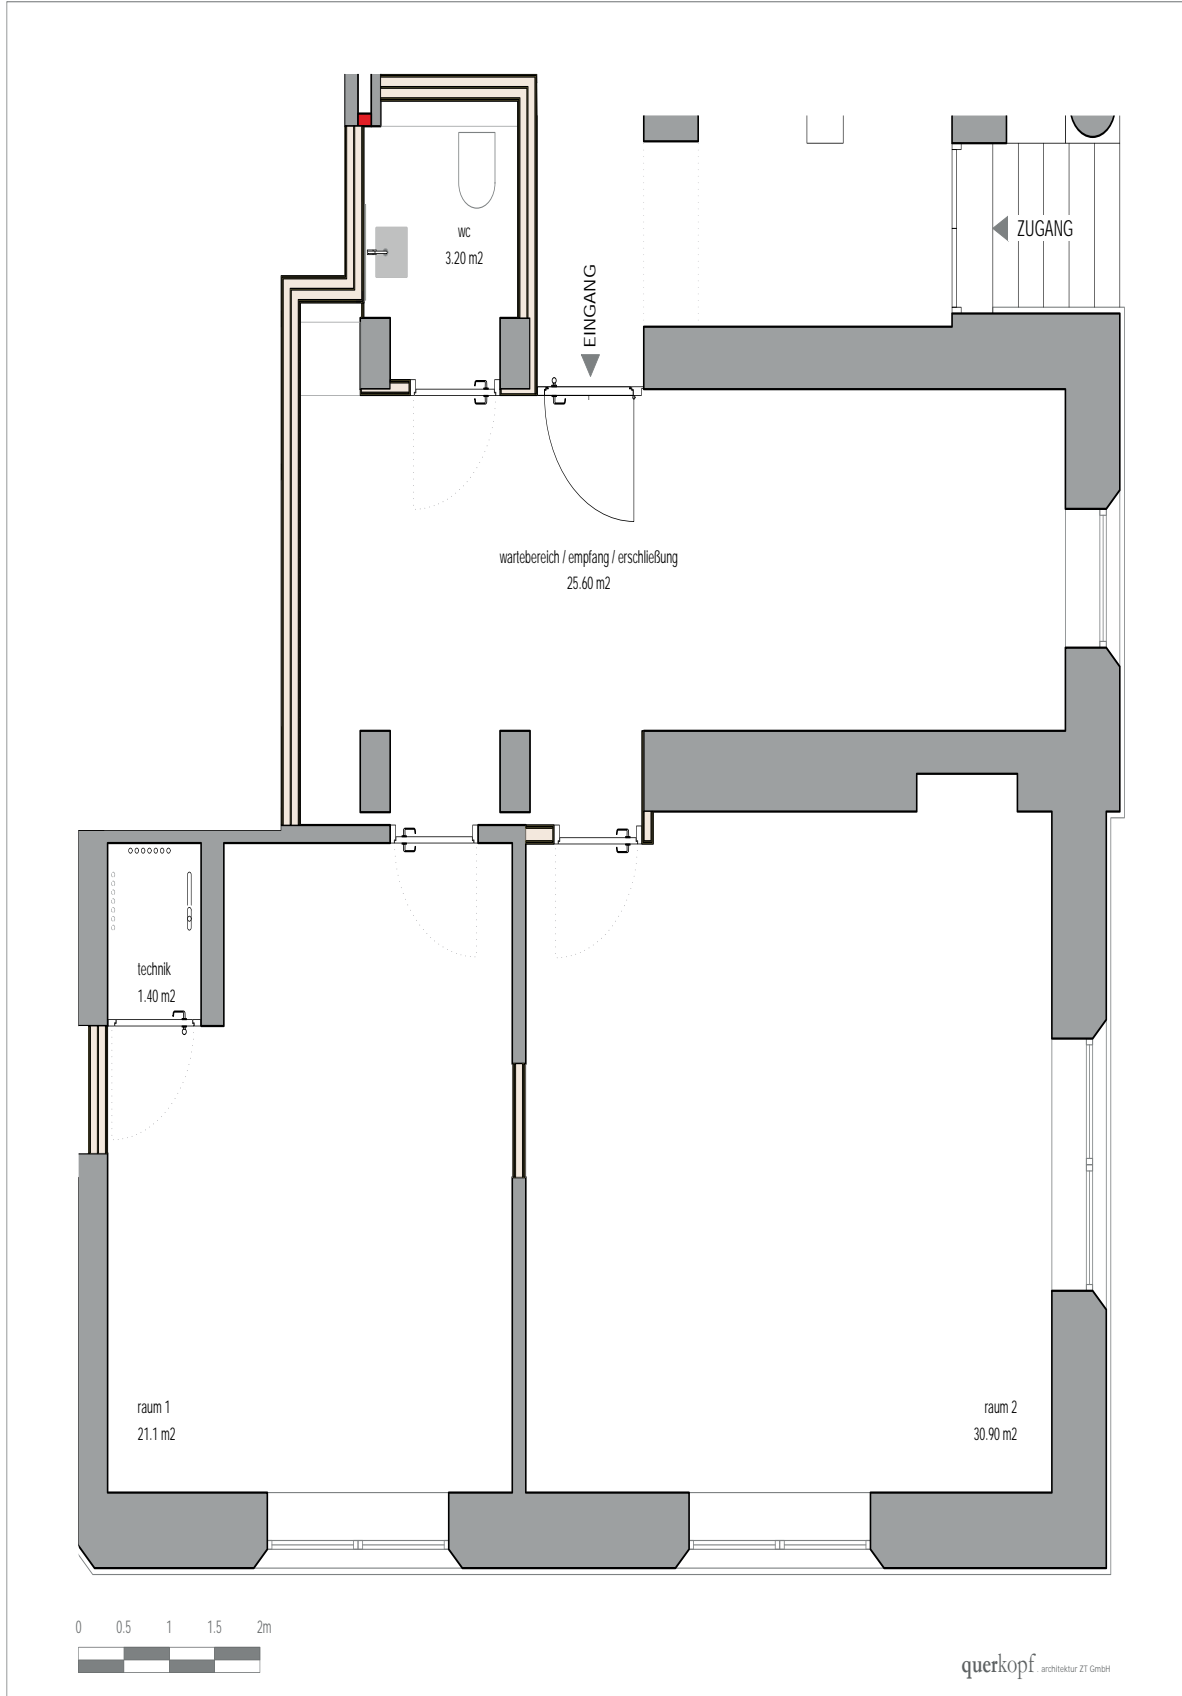 ZUGANG
wc
3.20 m2
EINGANG
wartebereich / empfang / erschließung
25.60 m2
technik
1.40 m2
raum 1
21.1 m2
raum 2
30.90 m2
0 0.5 1 1.5 2m
querkopf . architektur ZT GmbH